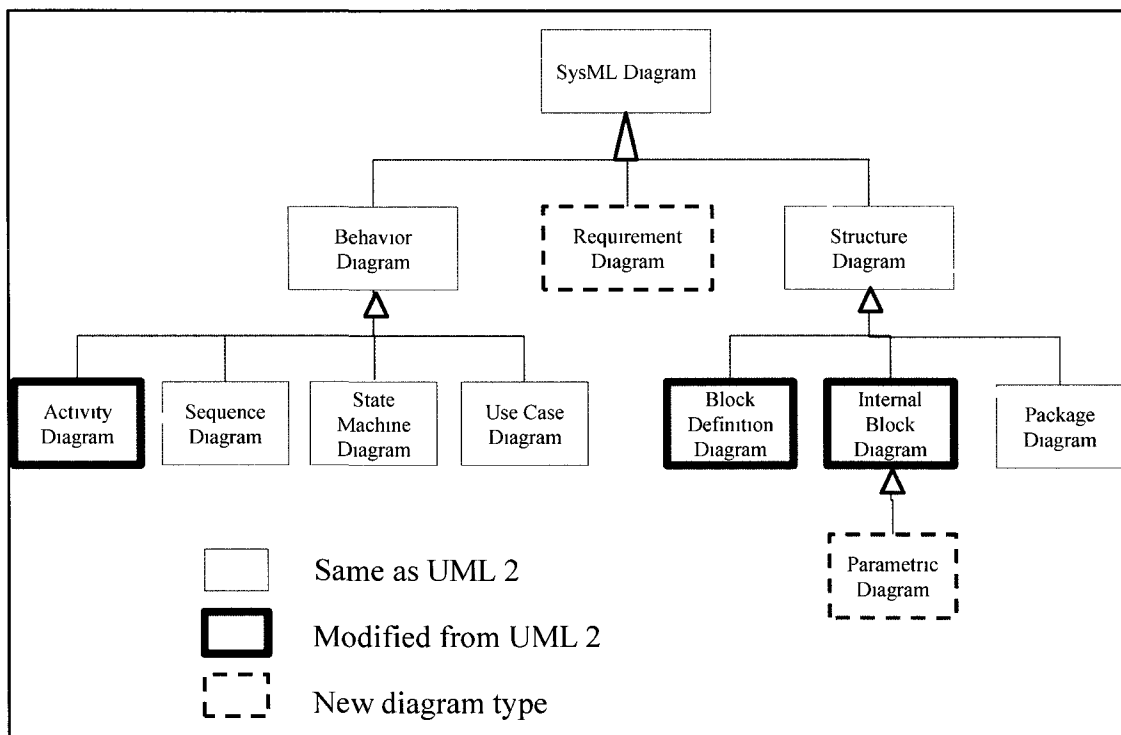 SysML Diagram
Behavior
Diagram
Requirement
Diagram
Structure
Diagram
Activity
Diagram
Sequence
Diagram
State
Machine
Diagram
Use Case
Diagram
Block
Definition
Diagram
Internal
Block
Diagram
Package
Diagram
Parametric
Diagram
Same as UML 2
Modified from UML 2
New diagram type